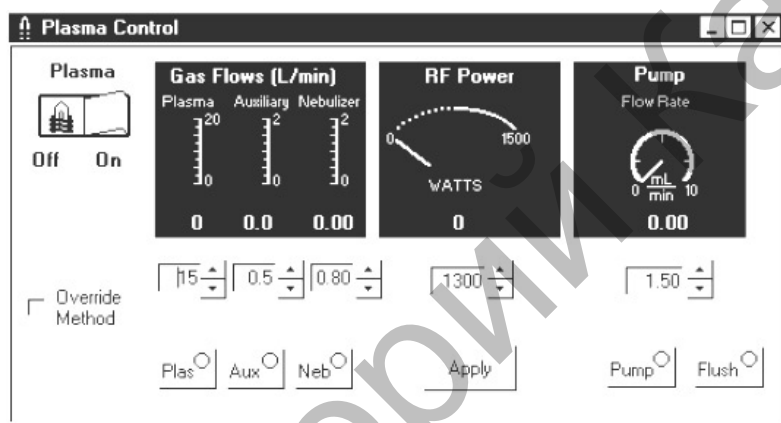 Plasma Control
Plasma
Off On
Gas Flows (L/min)
Plasma Auxiliary Nebulizer
20 2 2
0 0 0
0 0.0 0.00
RF Power
0 1500
WATTS
0
Pump
Flow Rate
0 mL/min 10
0.00
15 0.5 0.80 1300 1.50
Override
Method
Plas Aux Neb Apply Pump Flush